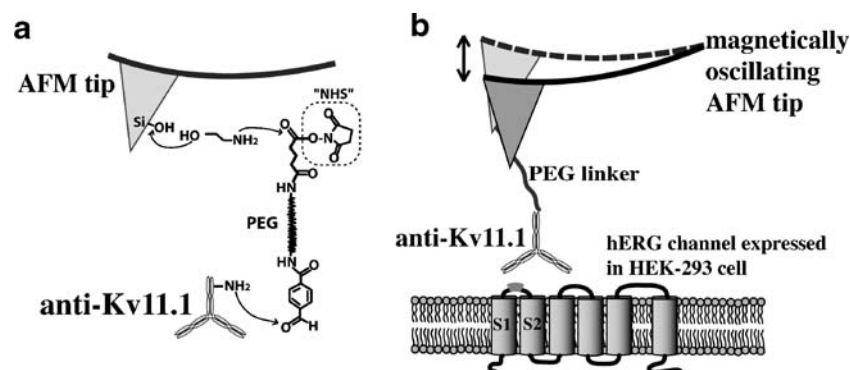 a
AFM tip
Si
OH
HO
NH2
O
O
N
O
O
"NHS"
O
HN
PEG
HN
O
anti-Kv11.1
NH2
O
H
b
magnetically
oscillating
AFM tip
PEG linker
anti-Kv11.1
hERG channel expressed
in HEK-293 cell
S1
S2